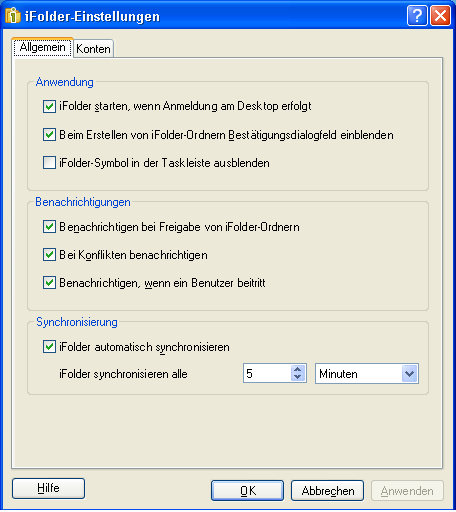 iFolder-Einstellungen
Allgemein Konten
Anwendung
iFolder starten, wenn Anmeldung am Desktop erfolgt
Beim Erstellen von iFolder-Ordnern Bestätigungsdialogfeld einblenden
iFolder-Symbol in der Taskleiste ausblenden
Benachrichtigungen
Benachrichtigen bei Freigabe von iFolder-Ordnern
Bei Konflikten benachrichtigen
Benachrichtigen, wenn ein Benutzer beitritt
Synchronisierung
iFolder automatisch synchronisieren
iFolder synchronisieren alle 5 Minuten
Hilfe OK Abbrechen Anwenden